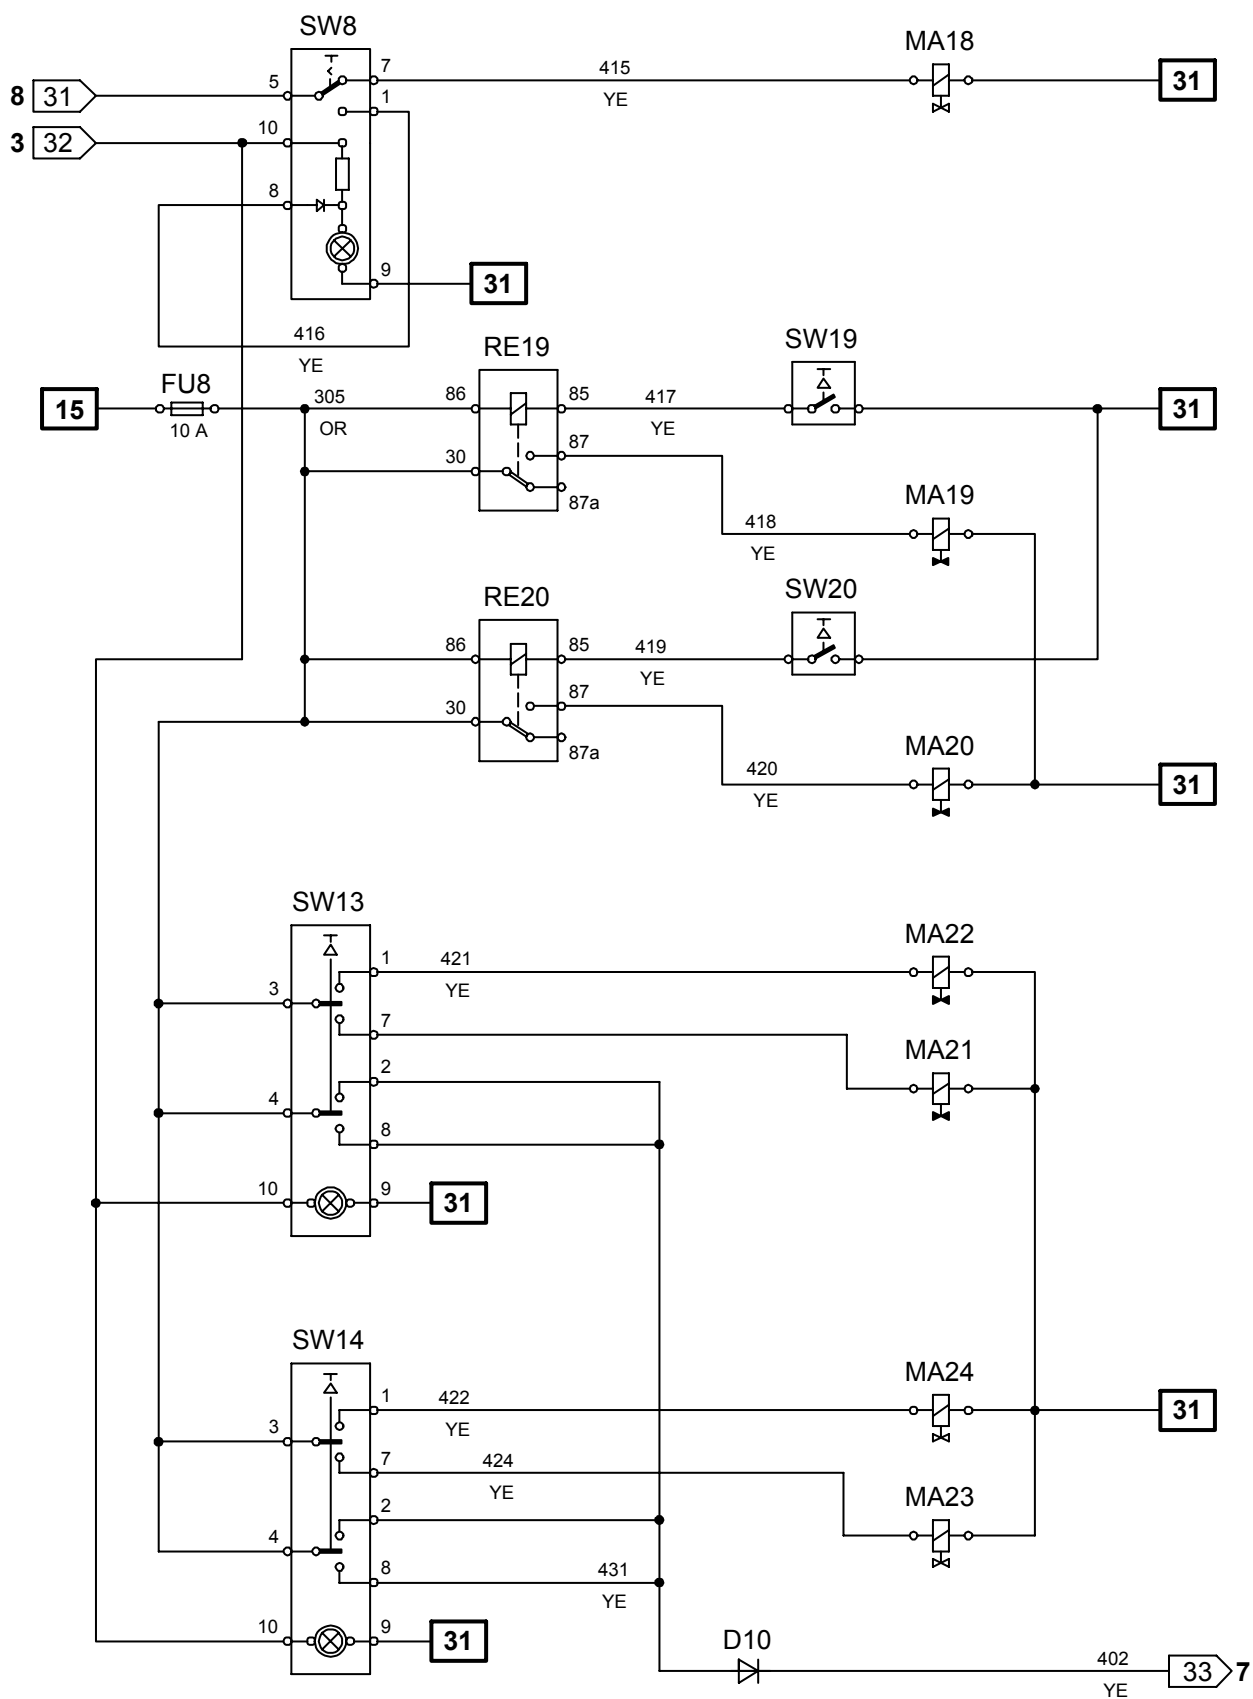 SW8
MA18
8 31
5
7
415
YE
31
1
3 32
10
8
9
31
416
YE
RE19
SW19
15
FU8
10 A
305
OR
86
85
417
YE
31
30
87
87a
MA19
418
YE
RE20
SW20
86
85
419
YE
30
87
87a
MA20
420
YE
31
SW13
MA22
1
421
YE
3
7
MA21
2
4
8
10
9
31
SW14
MA24
1
422
YE
31
3
7
424
YE
MA23
2
4
8
431
YE
10
9
31
D10
402
YE
33 7